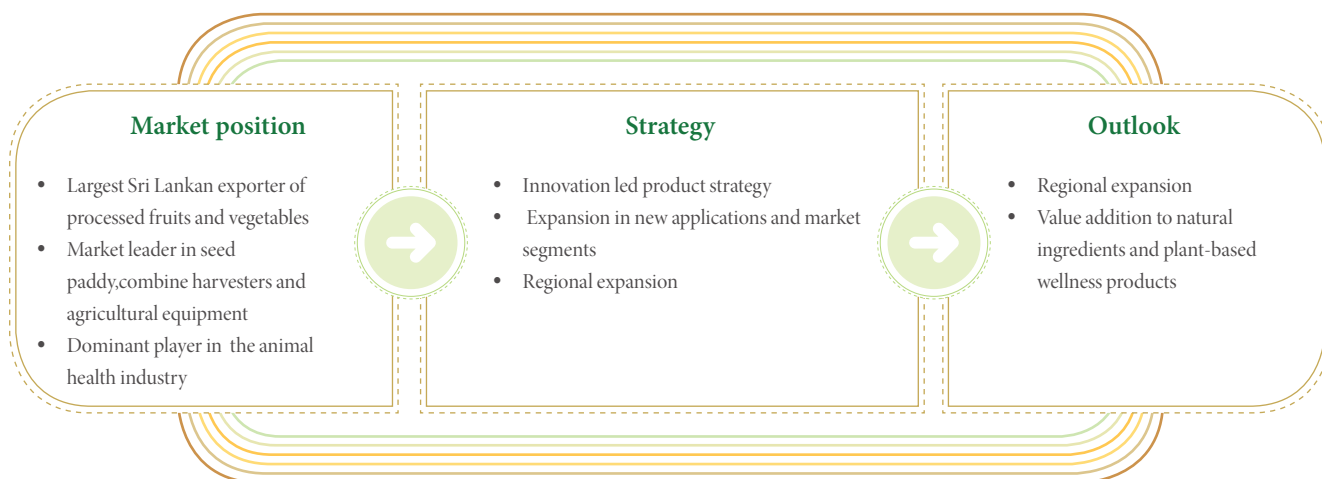 Market position
• Largest Sri Lankan exporter of
processed fruits and vegetables
• Market leader in seed
paddy,combine harvesters and
agricultural equipment
• Dominant player in the animal
health industry
Strategy
• Innovation led product strategy
• Expansion in new applications and market
segments
• Regional expansion
Outlook
• Regional expansion
• Value addition to natural
ingredients and plant-based
wellness products